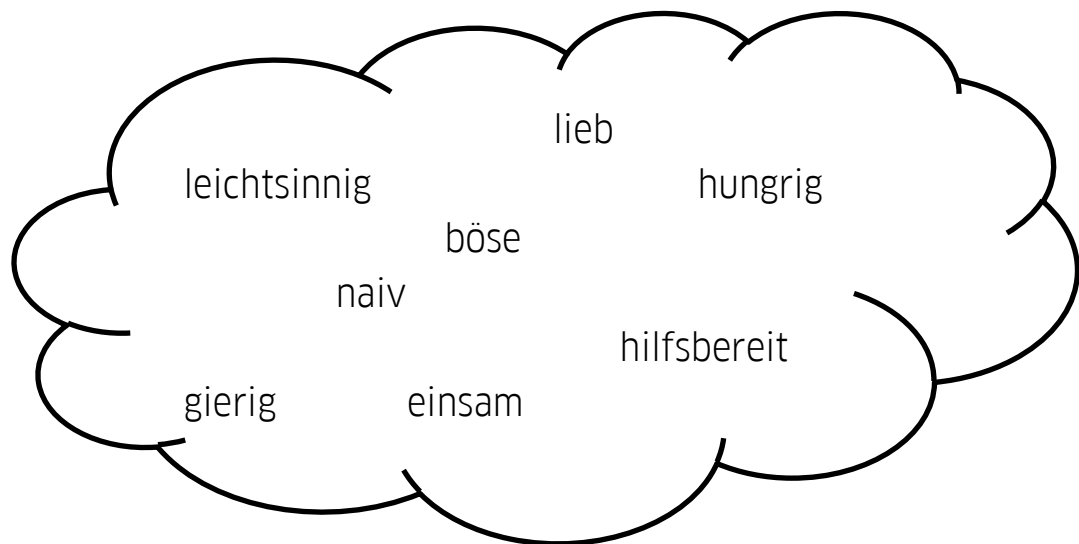 lieb
leichtsinnig
hungrig
böse
naiv
hilfsbereit
gierig
einsam